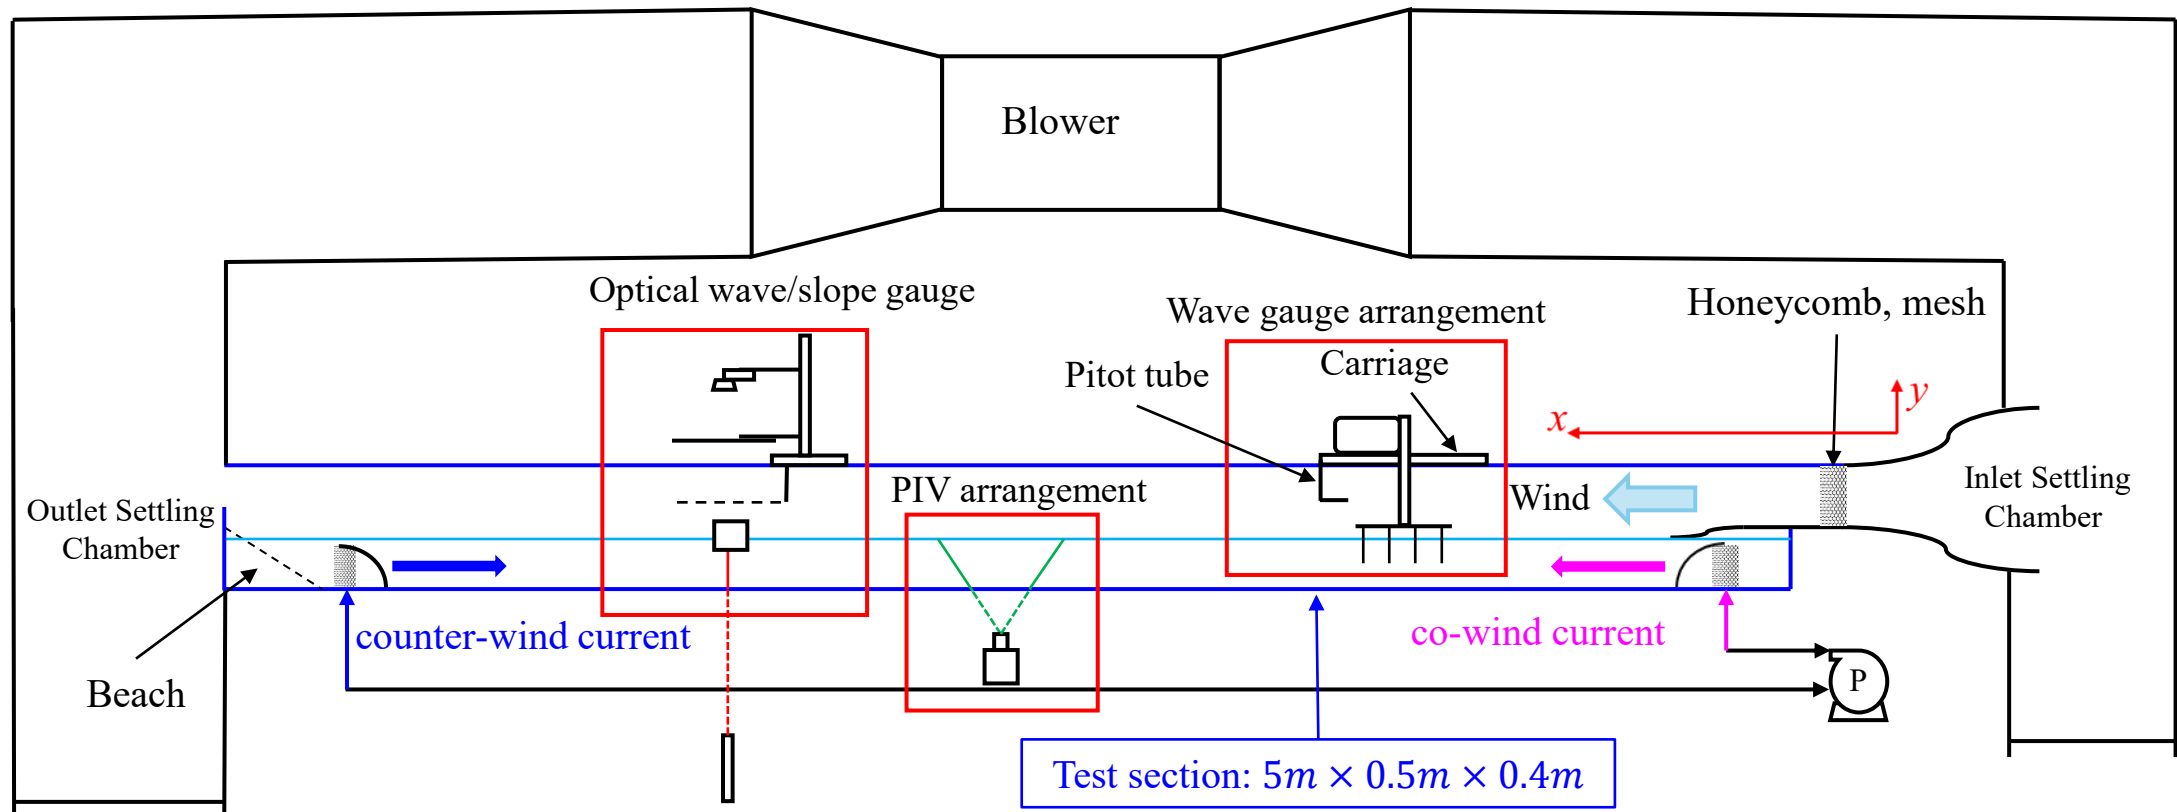 Blower
Optical wave/slope gauge
Wave gauge arrangement
Honeycomb, mesh
Pitot tube
Carriage
x
y
Outlet Settling
Chamber
PIV arrangement
Wind
Inlet Settling
Chamber
counter-wind current
co-wind current
Beach
P
Test section: 5m × 0.5m × 0.4m